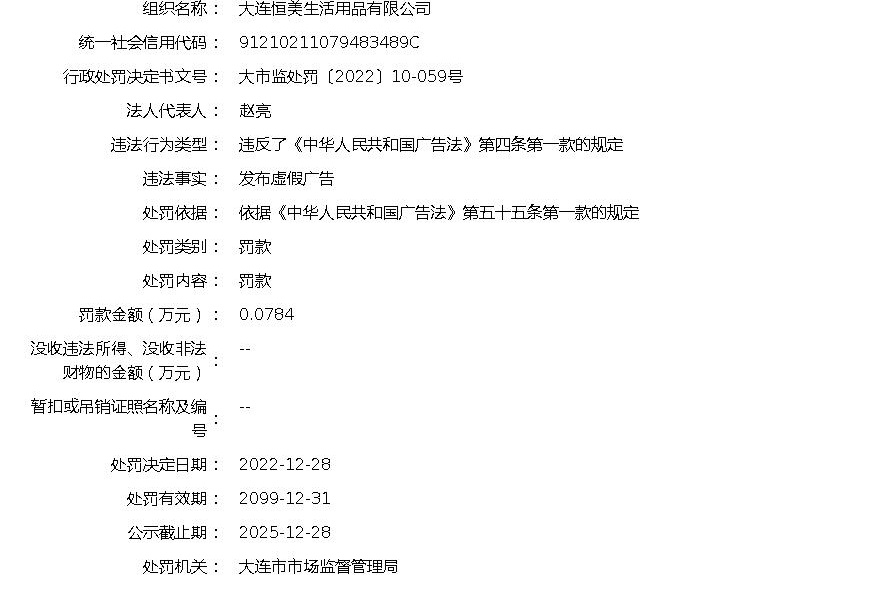 组织名称： 大连恒美生活用品有限公司
统一社会信用代码： 91210211079483489C
行政处罚决定书文号： 大市监处罚〔2022〕10-059号
法人代表人： 赵亮
违法行为类型： 违反了《中华人民共和国广告法》第四条第一款的规定
违法事实： 发布虚假广告
处罚依据： 依据《中华人民共和国广告法》第五十五条第一款的规定
处罚类别： 罚款
处罚内容： 罚款
罚款金额（万元）： 0.0784
没收违法所得、没收非法
财物的金额（万元）： --
暂扣或吊销证照名称及编
号： --
处罚决定日期： 2022-12-28
处罚有效期： 2099-12-31
公示截止期： 2025-12-28
处罚机关： 大连市市场监督管理局